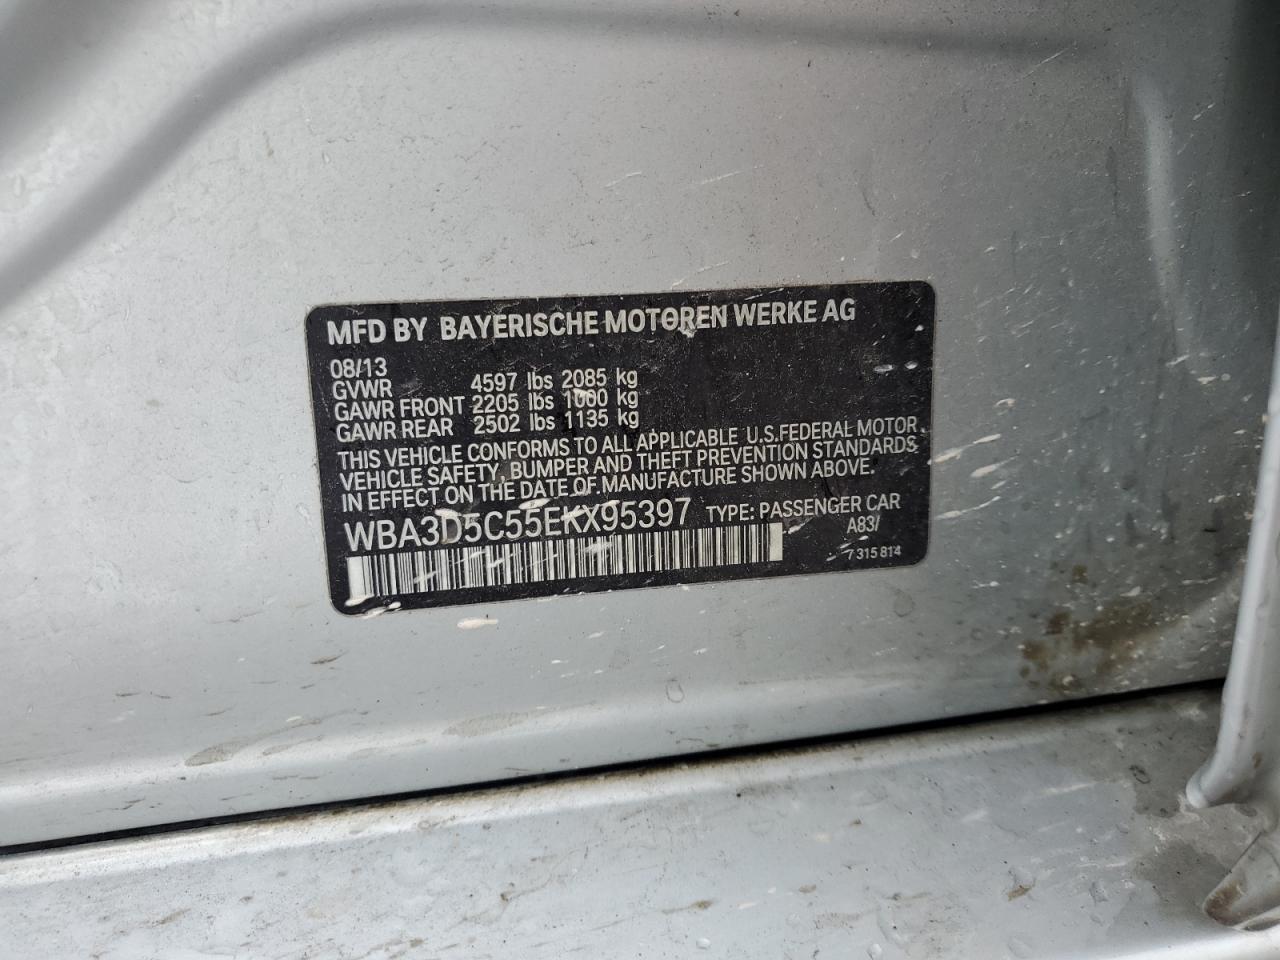 MFD BY BAYERISCHE MOTOREN WERKE AG
08/13
GVWR 4597 lbs 2085 kg
GAWR FRONT 2205 lbs 1000 kg
GAWR REAR 2502 lbs 1135 kg
THIS VEHICLE CONFORMS TO ALL APPLICABLE U.S.FEDERAL MOTOR
VEHICLE SAFETY, BUMPER AND THEFT PREVENTION STANDARDS
IN EFFECT ON THE DATE OF MANUFACTURE SHOWN ABOVE.
WBA3D5C55EKX95397 TYPE: PASSENGER CAR
A83/
7 315 814